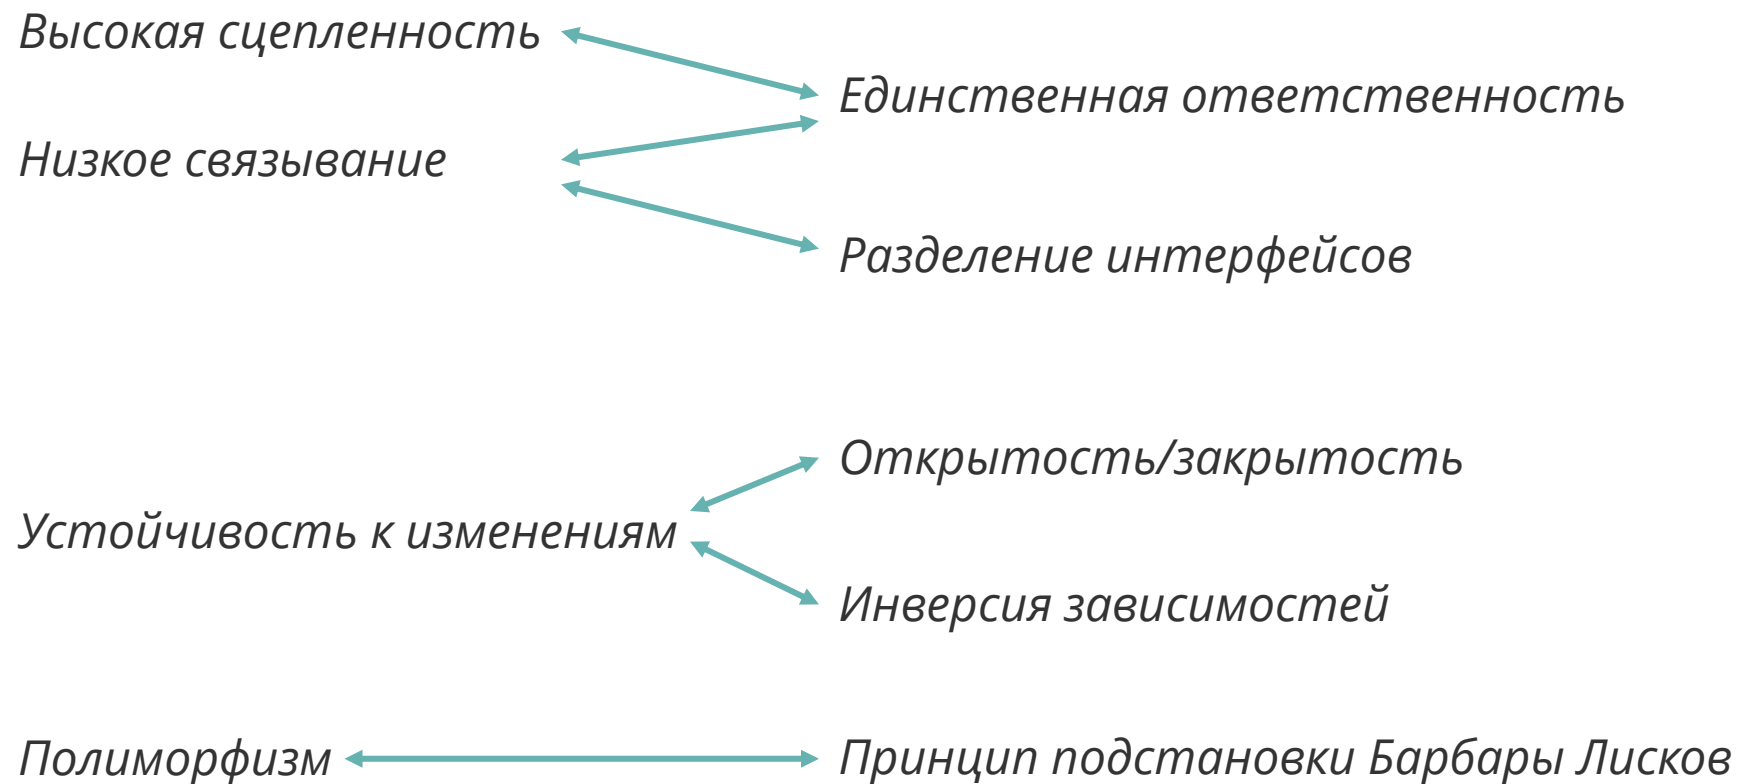 Высокая сцепленность
Единственная ответственность
Низкое связывание
Разделение интерфейсов
Открытость/закрытость
Устойчивость к изменениям
Инверсия зависимостей
Полиморфизм
Принцип подстановки Барбары Лисков